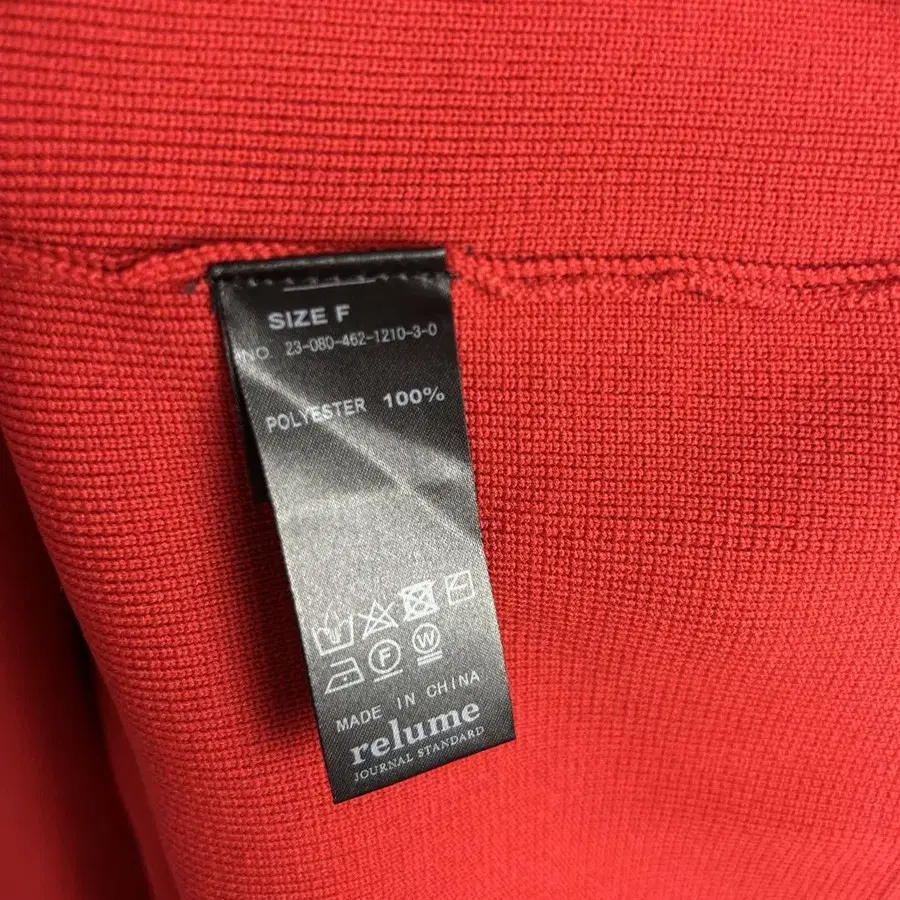 SIZE F
NO 23-080-462-1210-3-0
POLYESTER 100%
F W
MADE IN CHINA
relume
JOURNAL STANDARD